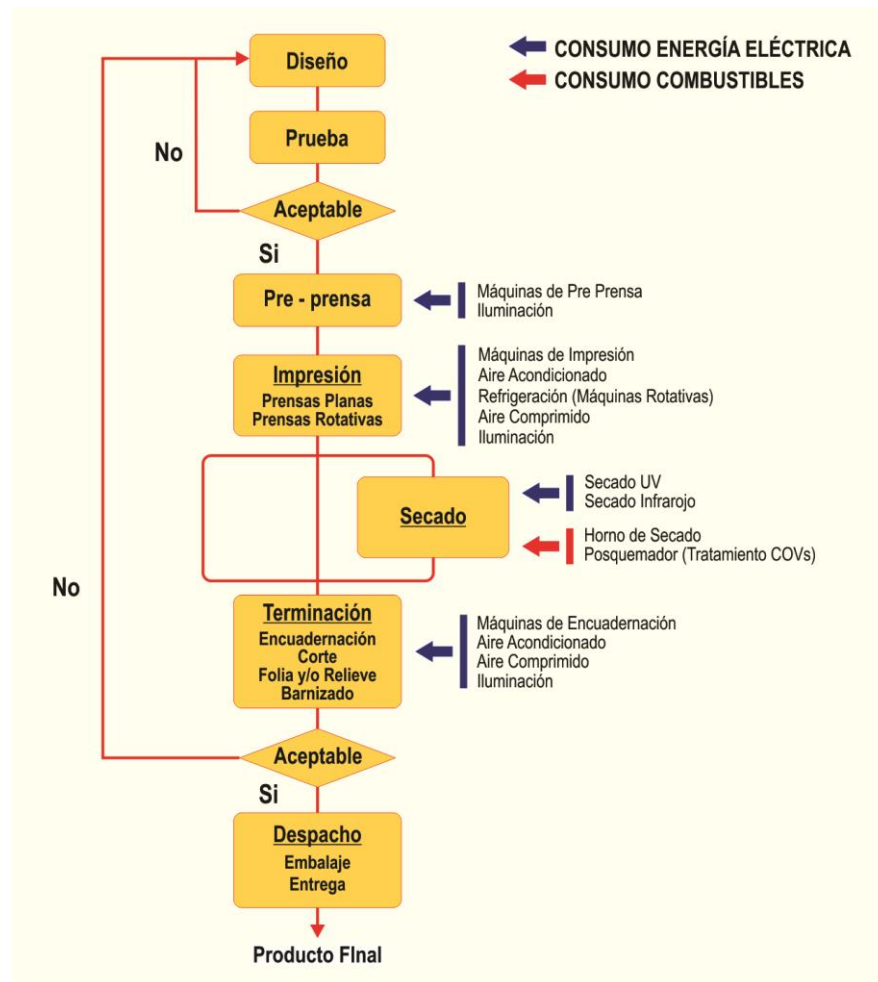 Diseño
CONSUMO ENERGÍA ELÉCTRICA
CONSUMO COMBUSTIBLES
Prueba
No
Aceptable
Si
Pre - prensa
Máquinas de Pre Prensa
Iluminación
Impresión
Prensas Planas
Prensas Rotativas
Máquinas de Impresión
Aire Acondicionado
Refrigeración (Máquinas Rotativas)
Aire Comprimido
Iluminación
Secado
Secado UV
Secado Infrarojo
Horno de Secado
Posquemador (Tratamiento COVs)
No
Terminación
Encuadernación
Corte
Folia y/o Relieve
Barnizado
Máquinas de Encuadernación
Aire Acondicionado
Aire Comprimido
Iluminación
Aceptable
Si
Despacho
Embalaje
Entrega
Producto FInal